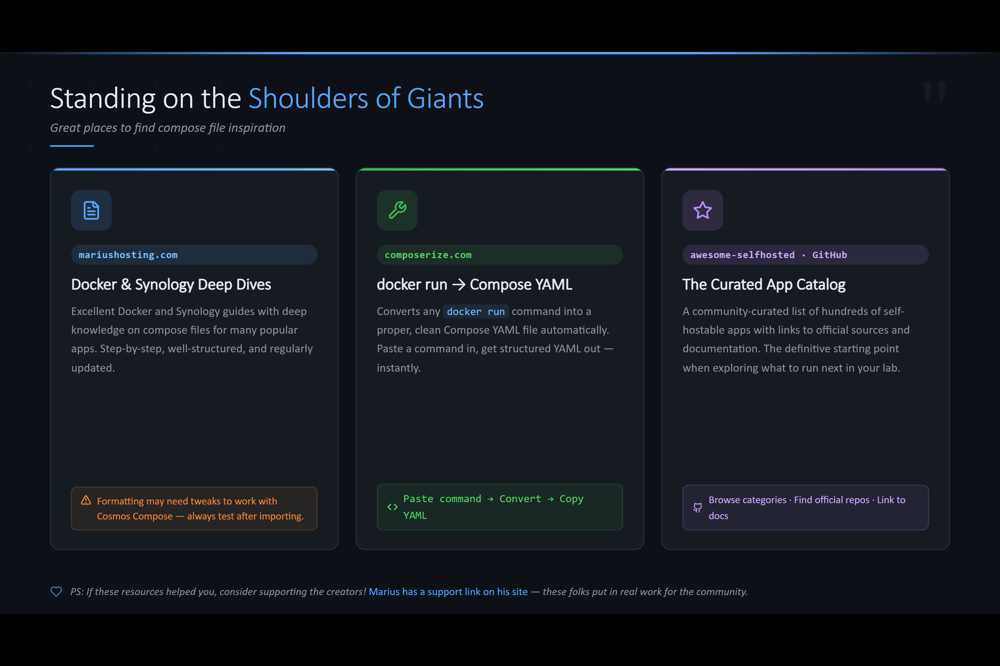 Standing on the Shoulders of Giants
"
Great places to find compose file inspiration
mariushosting.com
Docker & Synology Deep Dives
Excellent Docker and Synology guides with deep
knowledge on compose files for many popular
apps. Step-by-step, well-structured, and regularly
updated.
Formatting may need tweaks to work with
Cosmos Compose — always test after importing.
composerize.com
docker run → Compose YAML
Converts any docker run command into a
proper, clean Compose YAML file automatically.
Paste a command in, get structured YAML out —
instantly.
Paste command → Convert → Copy
YAML
awesome-selfhosted · GitHub
The Curated App Catalog
A community-curated list of hundreds of self-
hostable apps with links to official sources and
documentation. The definitive starting point
when exploring what to run next in your lab.
Browse categories · Find official repos · Link to
docs
PS: If these resources helped you, consider supporting the creators! Marius has a support link on his site — these folks put in real work for the community.